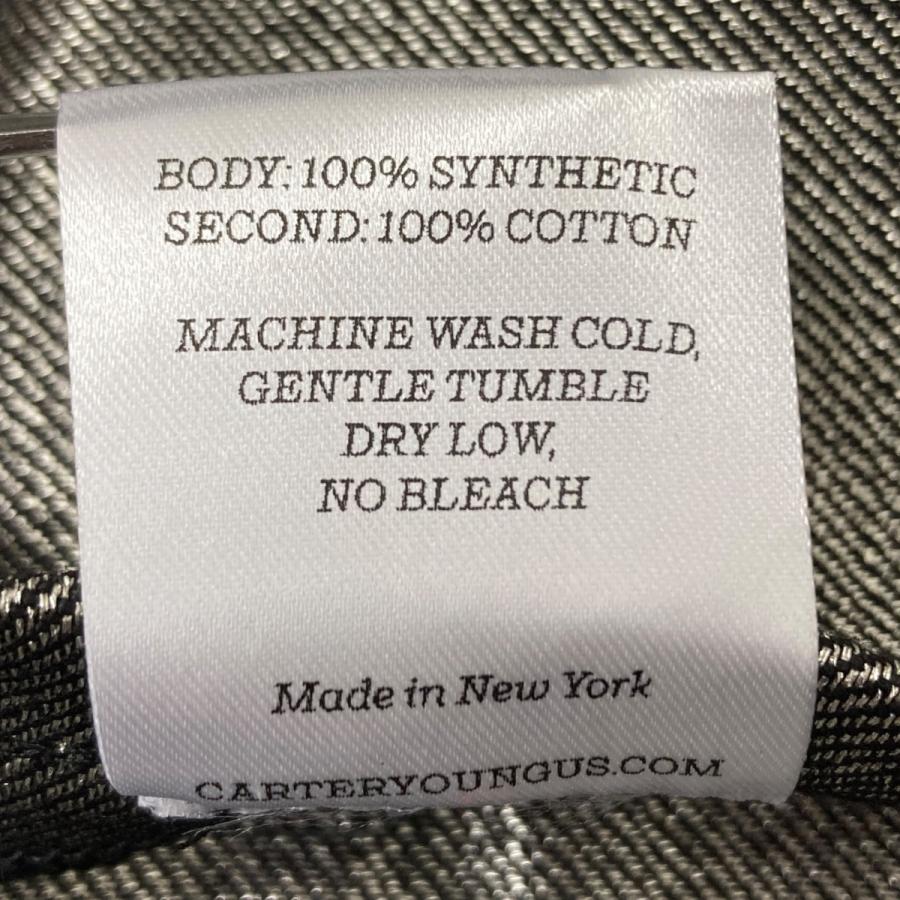 BODY: 100% SYNTHETIC
SECOND: 100% COTTON
MACHINE WASH COLD,
GENTLE TUMBLE
DRY LOW,
NO BLEACH
Made in New York
CARTERYOUNGUS.COM